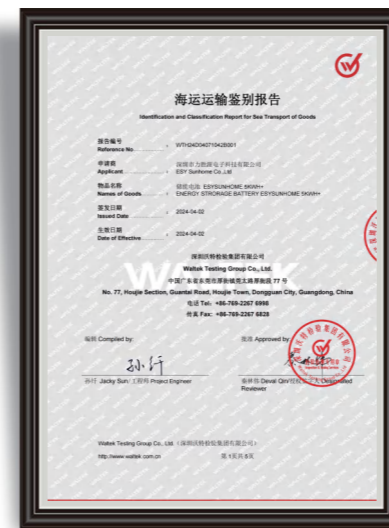 海运运输鉴别报告
Identification and Classification Report for Sea Transport of Goods
报告编号
Reference No. : WTH24D04071042B001
申请商 : 深圳市力能源电子科技有限公司
Applicant ESY Sunhome Co.,Ltd
物品名称 : 储能电池 ESYSUNHOME 5KWH+
Names of Goods ENERGY STRORAGE BATTERY ESYSUNHOME 5KWH+
签发日期
Issued Date : 2024-04-02
生效日期
Date of Effective : 2024-04-02
WALTEK
深圳沃特检验集团有限公司
Waltek Testing Group Co., Ltd.
中国广东省东莞市厚街镇莞太路厚街段 77 号
No. 77, Houjie Section, Guantai Road, Houjie Town, Dongguan City, Guangdong, China
电话 Tel: +86-769-2267 6998
传真 Fax: +86-769-2267 6828
编制 Compiled by: 批准 Approved by:
孙行
孙行 Jacky Sun/ 工程师 Project Engineer Deval Qin/ Designated
Reviewer
Waltek Testing Group Co., Ltd.（深圳沃特检验集团有限公司）
http://www.waltek.com.cn 第1页共5页